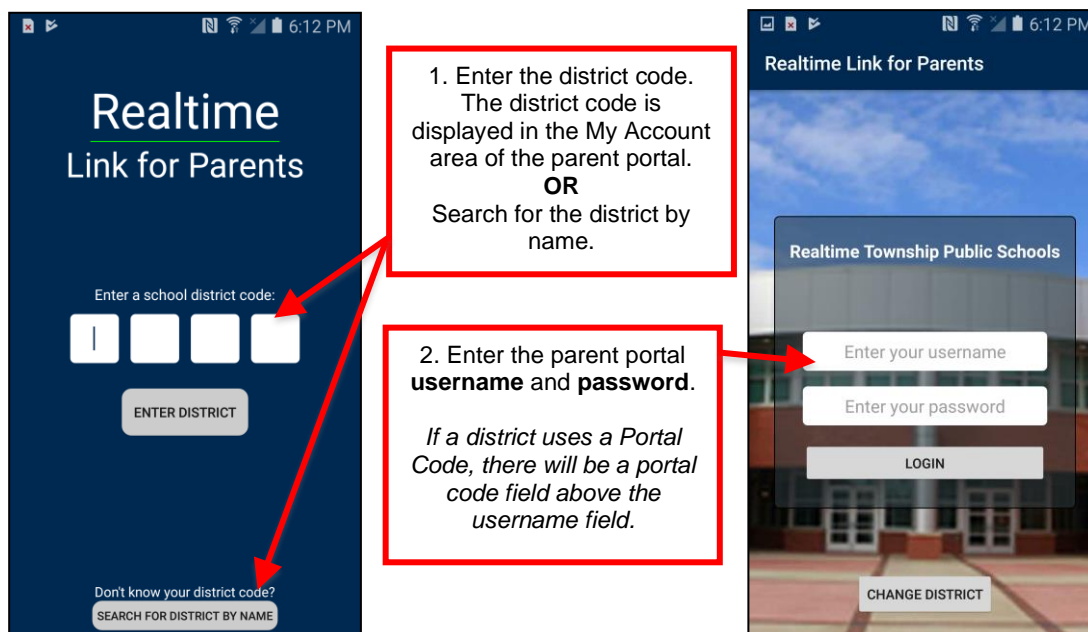 6:12 PM
Realtime
Link for Parents
Enter a school district code:
ENTER DISTRICT
Don't know your district code?
SEARCH FOR DISTRICT BY NAME
1. Enter the district code.
The district code is
displayed in the My Account
area of the parent portal.
OR
Search for the district by
name.
2. Enter the parent portal
username and password.
If a district uses a Portal
Code, there will be a portal
code field above the
username field.
6:12 PM
Realtime Link for Parents
Realtime Township Public Schools
Enter your username
Enter your password
LOGIN
CHANGE DISTRICT